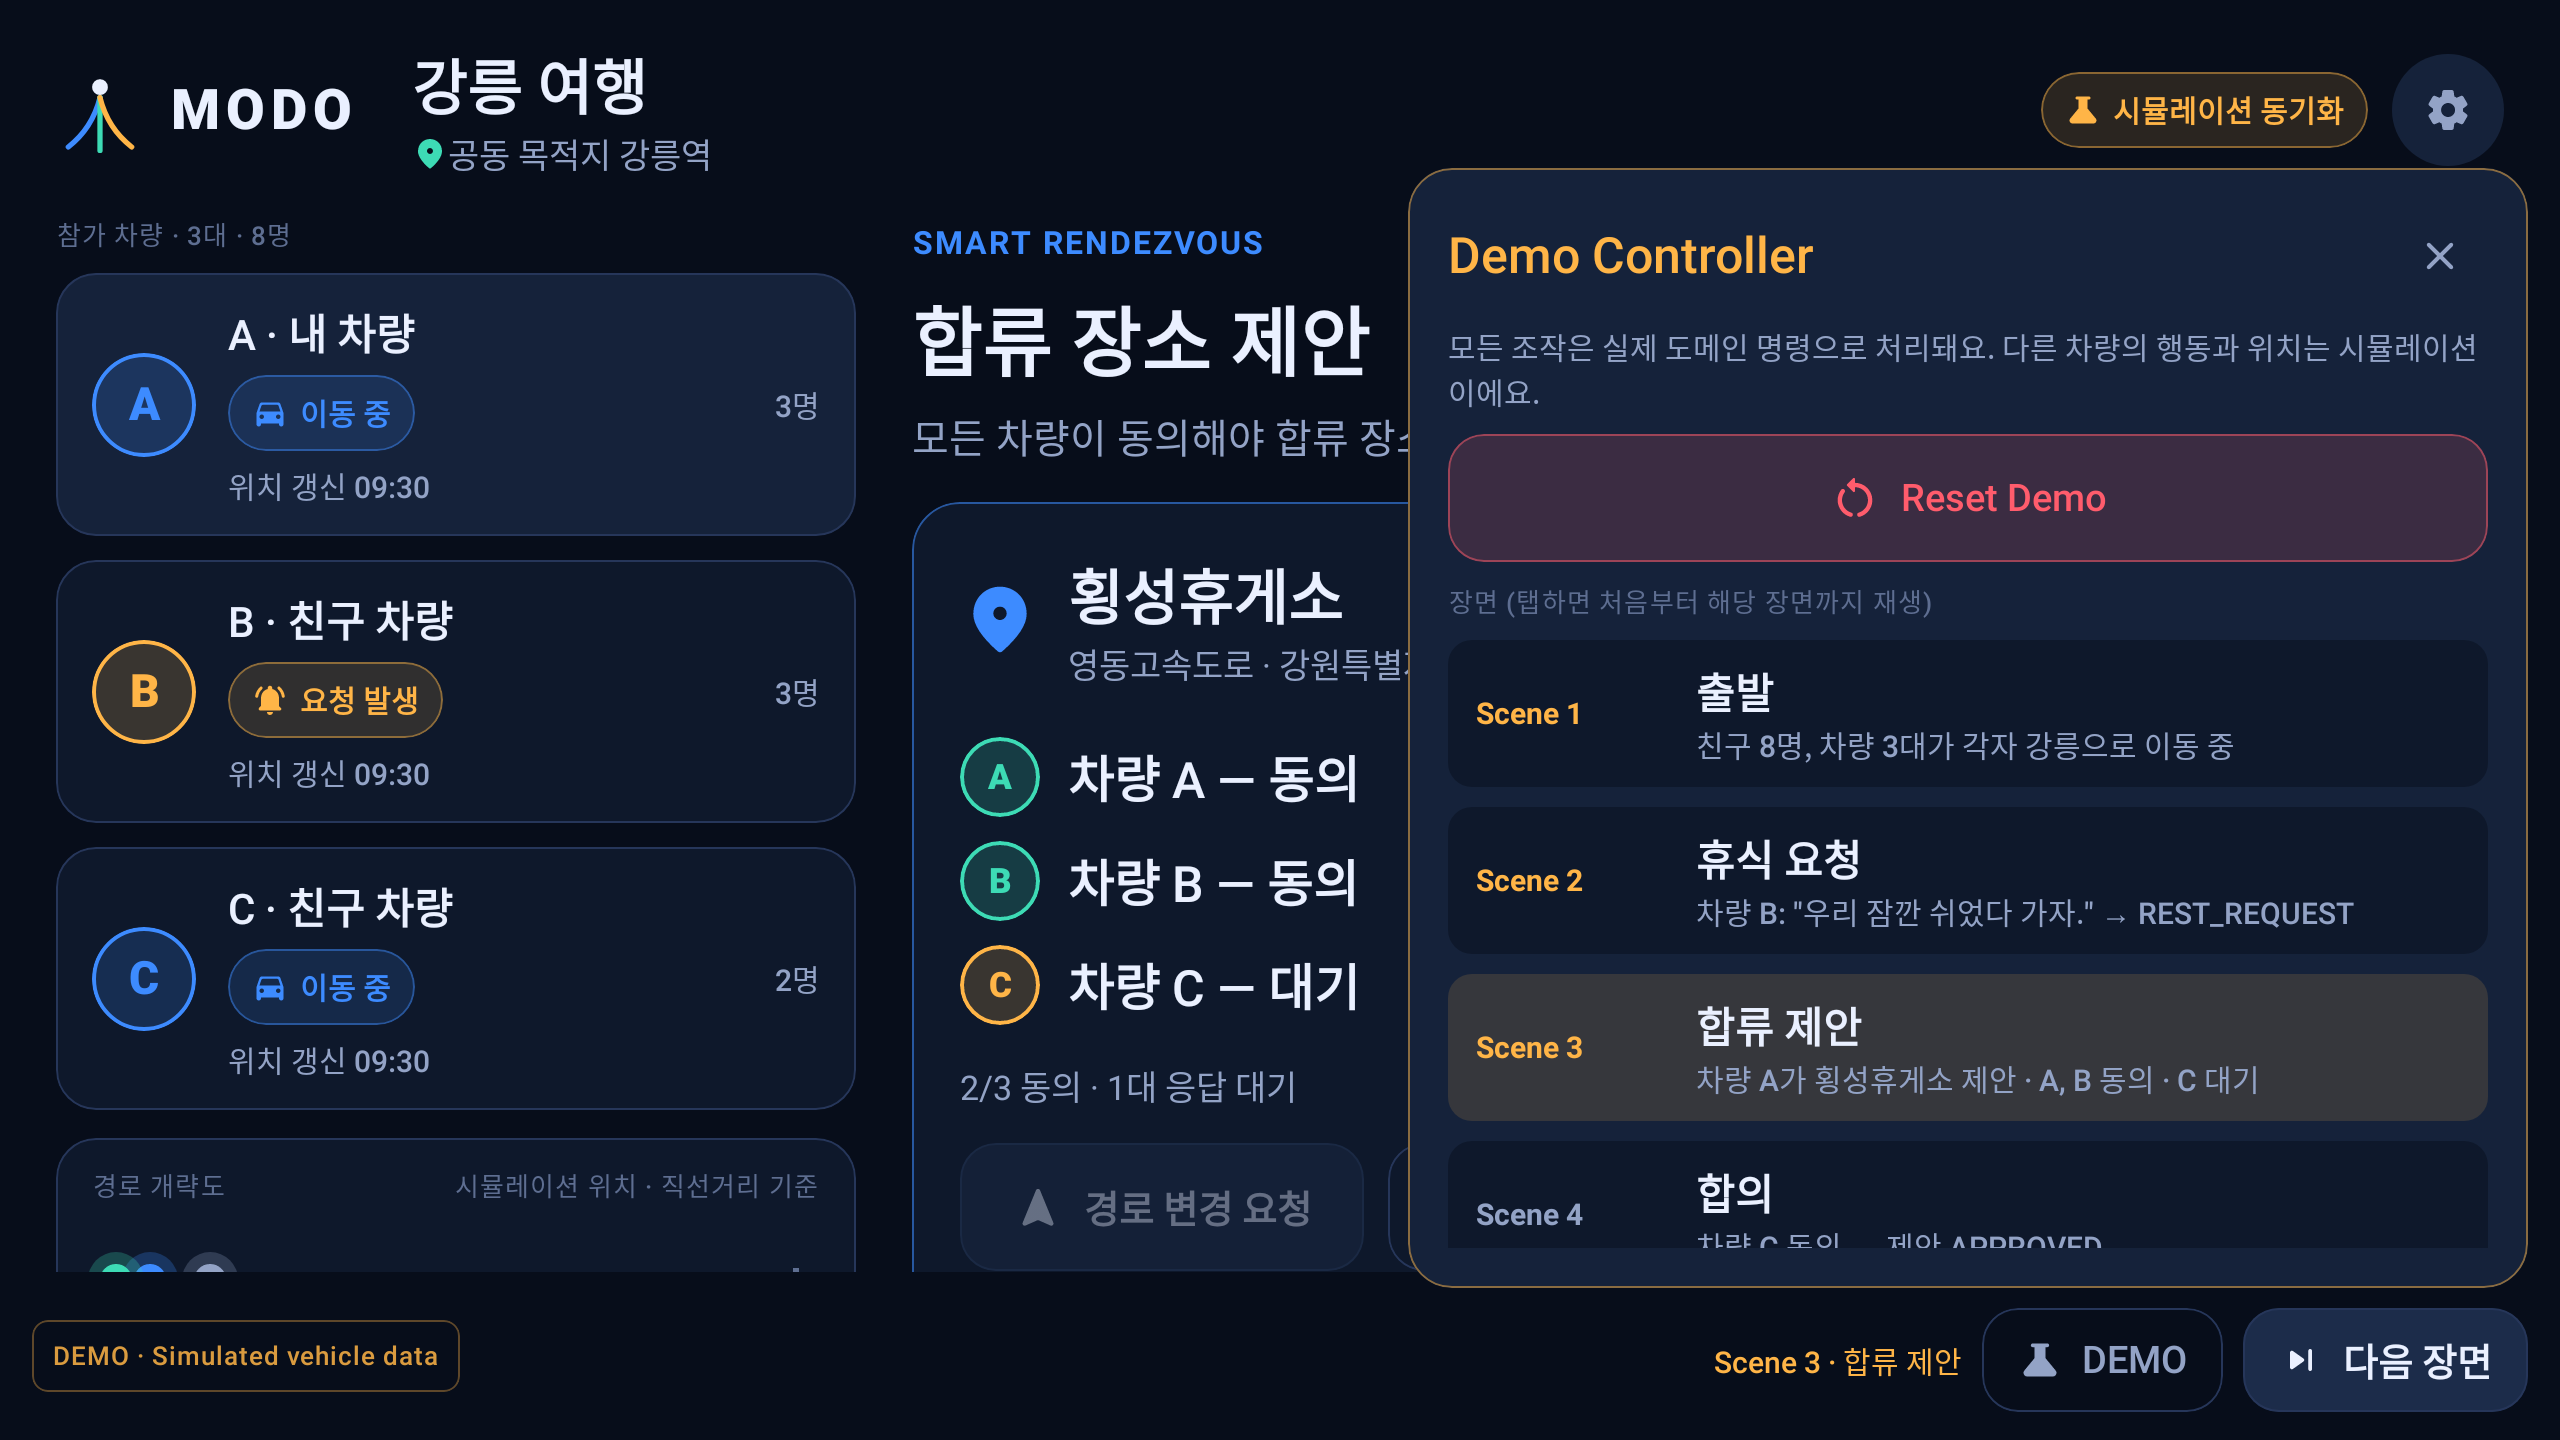 MODO
강릉 여행
공동 목적지 강릉역
시뮬레이션 동기화
참가 차량 · 3대 · 8명
A
A · 내 차량
이동 중
위치 갱신 09:30
3명
B
B · 친구 차량
요청 발생
위치 갱신 09:30
3명
C
C · 친구 차량
이동 중
위치 갱신 09:30
2명
경로 개략도
시뮬레이션 위치 · 직선거리 기준
SMART RENDEZVOUS
합류 장소 제안
모든 차량이 동의해야 합류
횡성휴게소
영동고속도로 · 강원특별
A
차량 A — 동의
B
차량 B — 동의
C
차량 C — 대기
2/3 동의 · 1대 응답 대기
경로 변경 요청
Demo Controller
모든 조작은 실제 도메인 명령으로 처리돼요. 다른 차량의 행동과 위치는 시뮬레이션
이에요.
Reset Demo
장면 (탭하면 처음부터 해당 장면까지 재생)
Scene 1
출발
친구 8명, 차량 3대가 각자 강릉으로 이동 중
Scene 2
휴식 요청
차량 B: "우리 잠깐 쉬었다 가자." → REST_REQUEST
Scene 3
합류 제안
차량 A가 횡성휴게소 제안 · A, B 동의 · C 대기
Scene 4
합의
차량 C 동의 → 제안 APPROVED
DEMO · Simulated vehicle data
Scene 3 · 합류 제안
DEMO
다음 장면